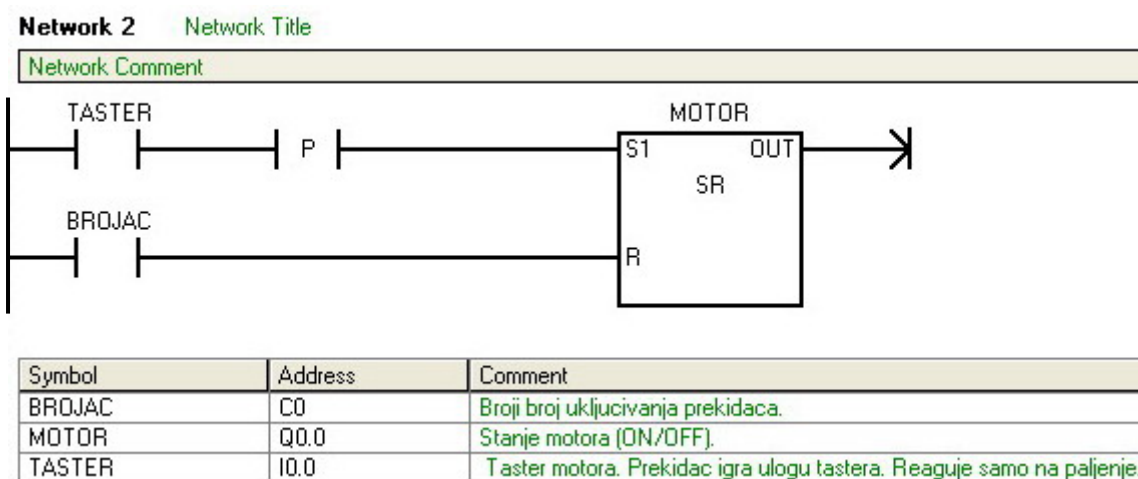 Network 2 Network Title
Network Comment
TASTER
P
MOTOR
S1 OUT
SR
BROJAC
R
Symbol Address Comment
BROJAC C0 Broji broj ukljucivanja prekidaca.
MOTOR Q0.0 Stanje motora (ON/OFF).
TASTER I0.0 Taster motora. Prekidac igra ulogu tastera. Reaguje samo na paljenje.